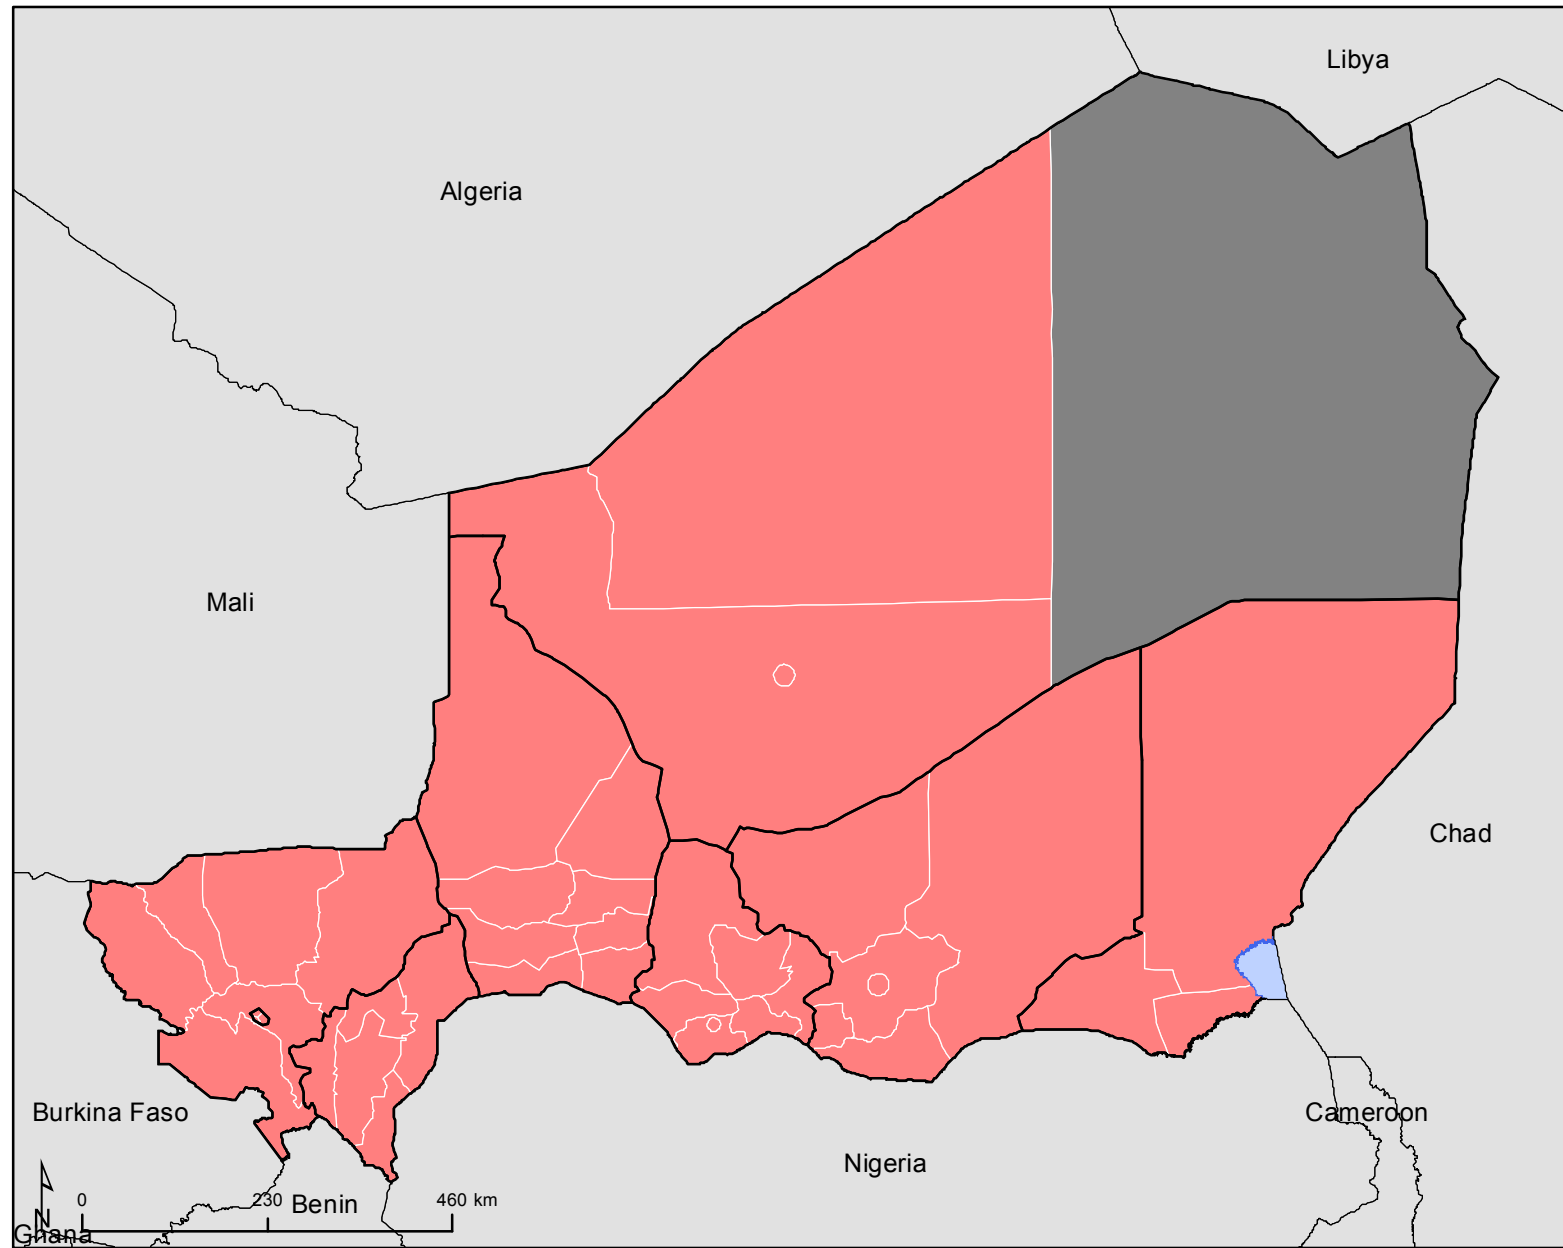 Libya
Algeria
Mali
Chad
Burkina Faso
Cameroon
Nigeria
0 230 460 km
Benin
N
Ghana